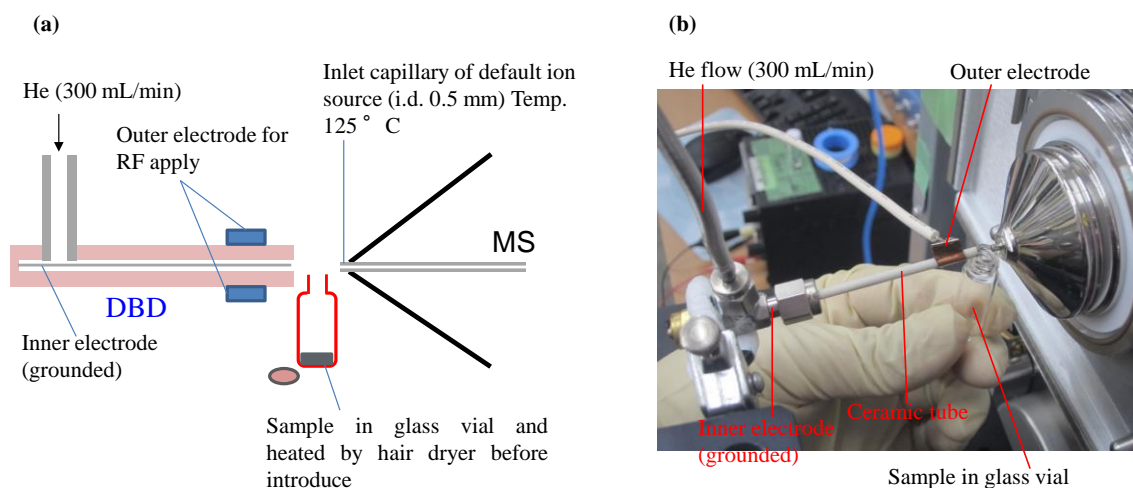 (a)
He (300 mL/min)
Outer electrode for
RF apply
Inlet capillary of default ion
source (i.d. 0.5 mm) Temp.
125° C
MS
DBD
Inner electrode
(grounded)
Sample in glass vial and
heated by hair dryer before
introduce
(b)
He flow (300 mL/min)
Outer electrode
Ceramic tube
Inner electrode
(grounded)
Sample in glass vial